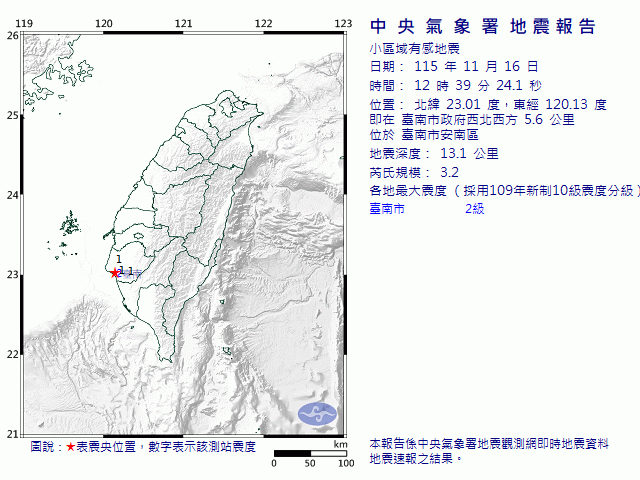 中央氣象署地震報告
小區域有感地震
日期： 115 年 11 月 16 日
時間： 12 時 39 分 24.1 秒
位置： 北緯 23.01 度，東經 120.13 度
即在 臺南市政府西北西方 5.6 公里
位於 臺南市安南區
地震深度： 13.1 公里
芮氏規模： 3.2
各地最大震度 （採用109年新制10級震度分級）
臺南市 2級
119 120 121 122 123
26
25
24
23
22
21
1
1 1
圖說：★表震央位置，數字表示該測站震度
km
0 50 100
本報告係中央氣象署地震觀測網即時地震資料
地震速報之結果。